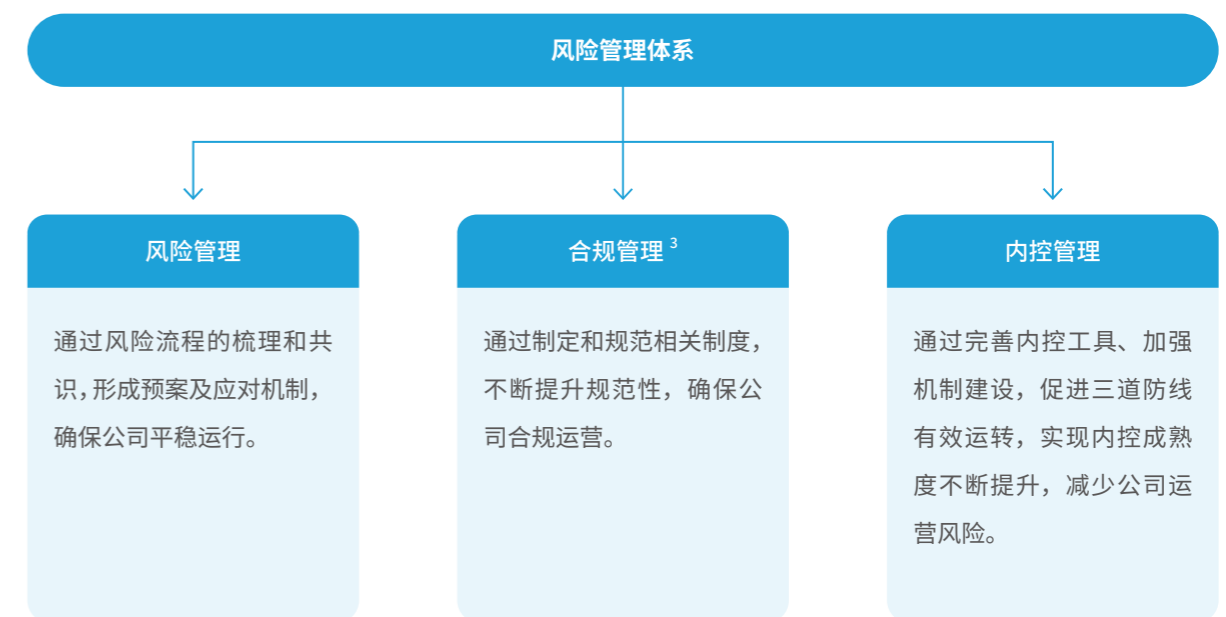 风险管理体系
风险管理
通过风险流程的梳理和共
识，形成预案及应对机制，
确保公司平稳运行。
合规管理 3
通过制定和规范相关制度，
不断提升规范性，确保公
司合规运营。
内控管理
通过完善内控工具、加强
机制建设，促进三道防线
有效运转，实现内控成熟
度不断提升，减少公司运
营风险。